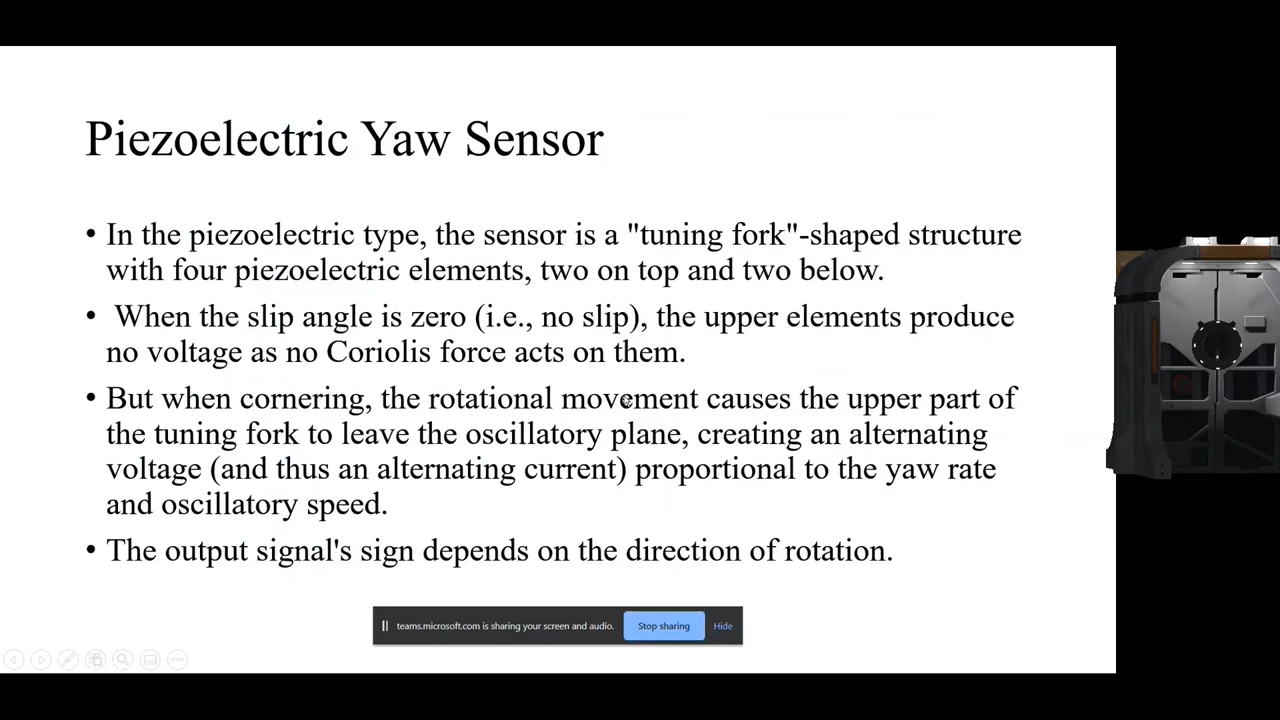 Piezoelectric Yaw Sensor
• In the piezoelectric type, the sensor is a "tuning fork"-shaped structure
with four piezoelectric elements, two on top and two below.
• When the slip angle is zero (i.e., no slip), the upper elements produce
no voltage as no Coriolis force acts on them.
• But when cornering, the rotational movement causes the upper part of
the tuning fork to leave the oscillatory plane, creating an alternating
voltage (and thus an alternating current) proportional to the yaw rate
and oscillatory speed.
• The output signal's sign depends on the direction of rotation.
teams.microsoft.com is sharing your screen and audio. Stop sharing Hide